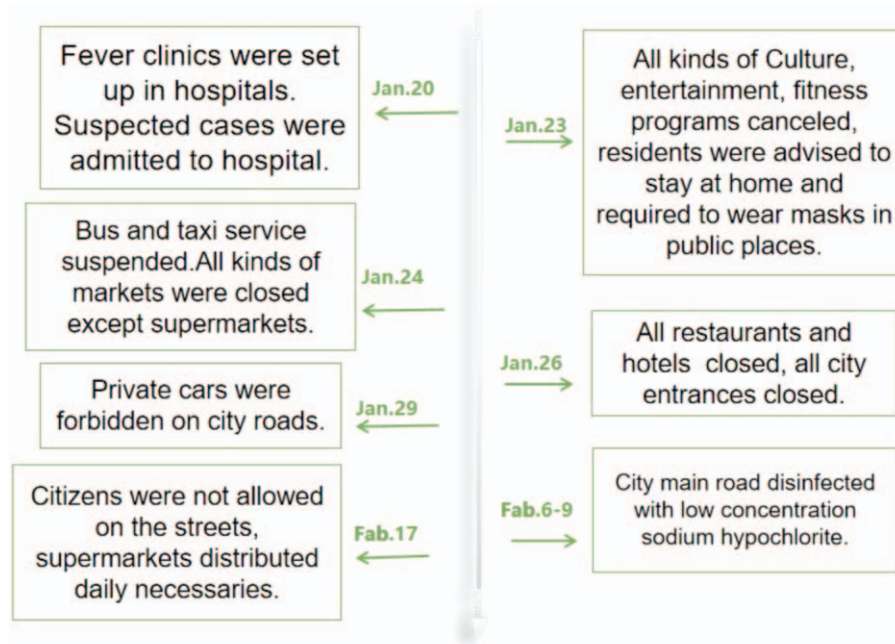 Jan.20
Fever clinics were set
up in hospitals.
Suspected cases were
admitted to hospital.
Jan.23
All kinds of Culture,
entertainment, fitness
programs canceled,
residents were advised to
stay at home and
required to wear masks in
public places.
Jan.24
Bus and taxi service
suspended.All kinds of
markets were closed
except supermarkets.
Jan.26
All restaurants and
hotels closed, all city
entrances closed.
Jan.29
Private cars were
forbidden on city roads.
Fab.6-9
City main road disinfected
with low concentration
sodium hypochlorite.
Fab.17
Citizens were not allowed
on the streets,
supermarkets distributed
daily necessaries.